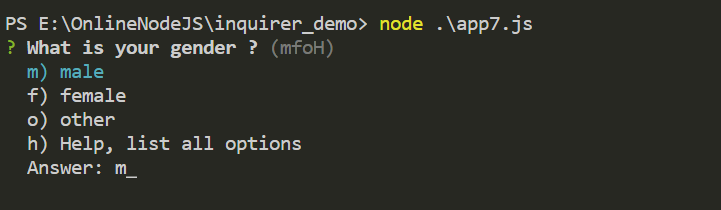 PS E:\OnlineNodeJS\inquirer_demo> node .\app7.js
? What is your gender ? (mfoH)
m) male
f) female
o) other
h) Help, list all options
Answer: m_